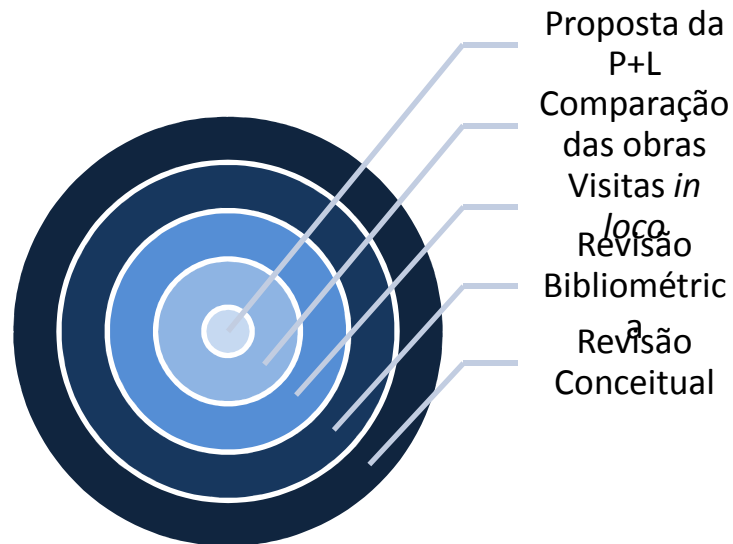 Proposta da
P+L
Comparação
das obras
Visitas in
loco
Revisão
Bibliométric
a
Revisão
Conceitual